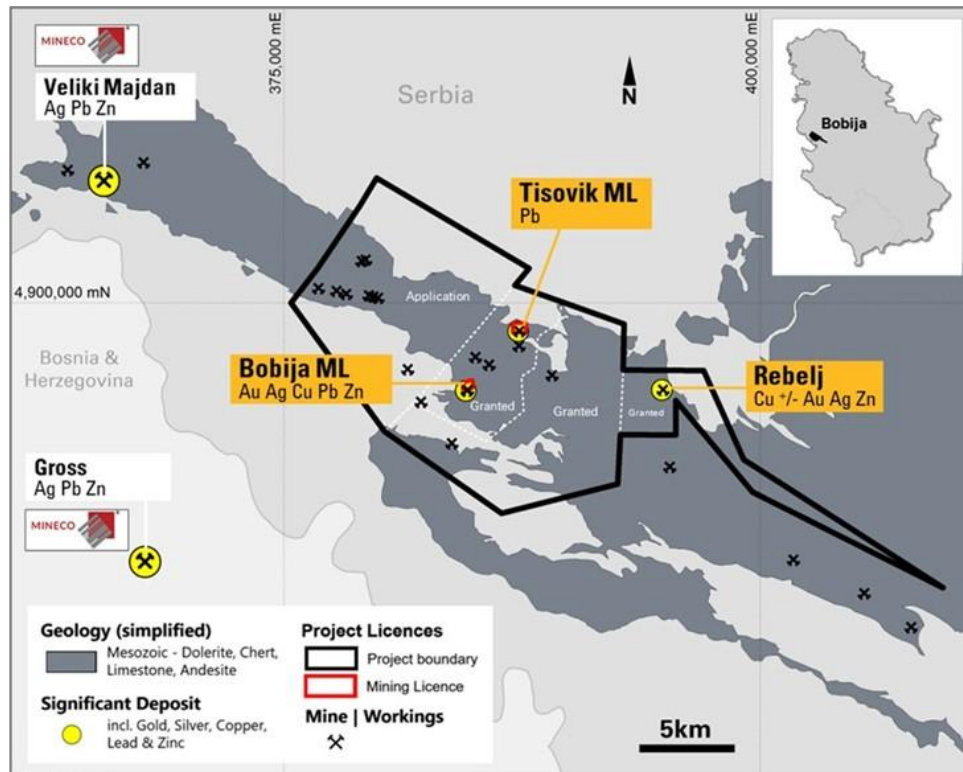 MINECO
Veliki Majdan
Ag Pb Zn
375,000 mE
Serbia
N
400,000 mE
Bobija
Tisovik ML
Pb
4,900,000 mN
Application
Bosnia &
Herzegovina
Bobija ML
Au Ag Cu Pb Zn
Granted
Granted
Granted
Rebelj
Cu +/- Au Ag Zn
Gross
Ag Pb Zn
MINECO
Geology (simplified)
Mesozoic - Dolerite, Chert,
Limestone, Andesite
Significant Deposit
incl. Gold, Silver, Copper,
Lead & Zinc
Project Licences
Project boundary
Mining Licence
Mine | Workings
5km